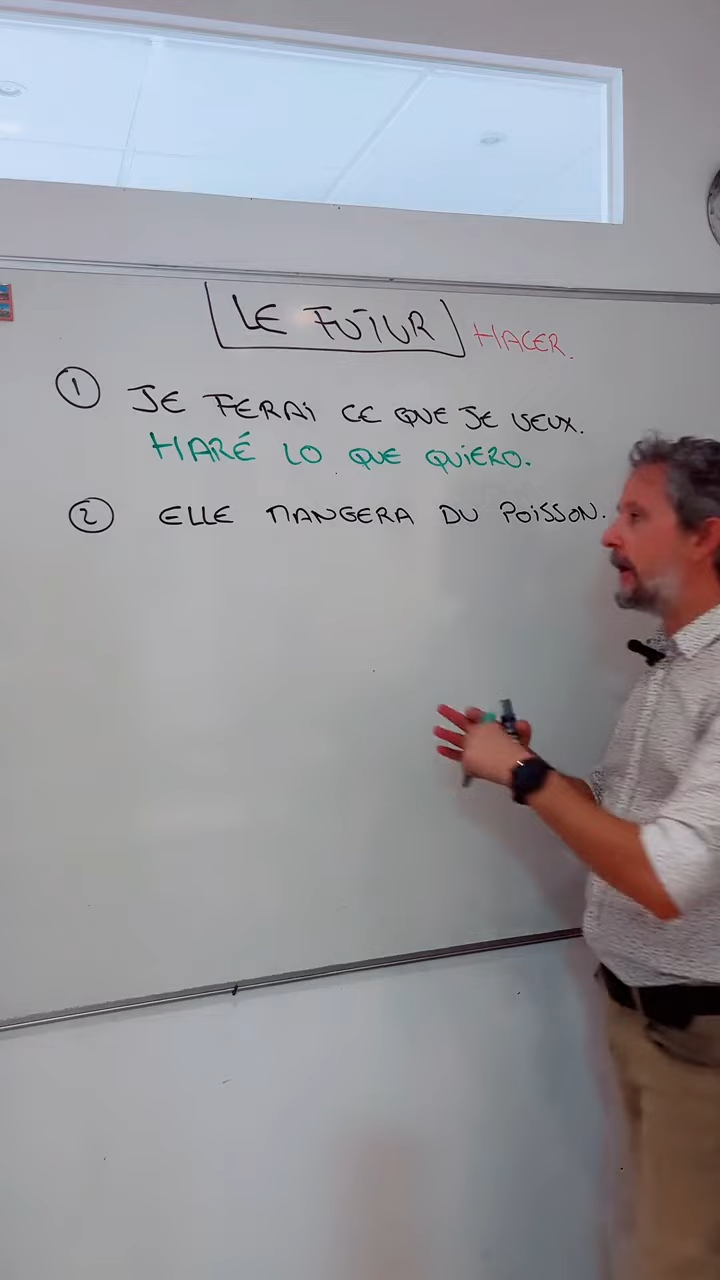 LE FUTUR HACER.
① JE FERAi CE QUE JE VEUX.
HARÉ LO QUE QUiERO.
② ELLE MANGERA DU POiSSON.